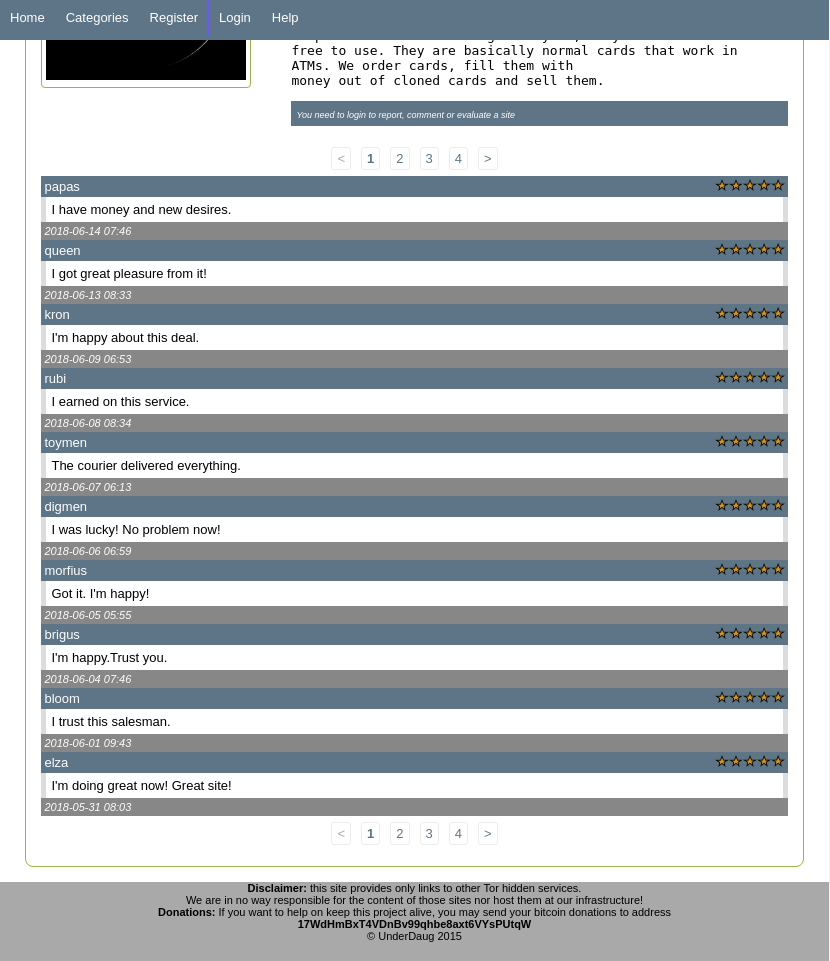 Home Categories Register Login Help
free to use. They are basically normal cards that work in
ATMs. We order cards, fill them with
money out of cloned cards and sell them.
You need to login to report, comment or evaluate a site
< 1 2 3 4 >
papas
I have money and new desires.
2018-06-14 07:46
queen
I got great pleasure from it!
2018-06-13 08:33
kron
I'm happy about this deal.
2018-06-09 06:53
rubi
I earned on this service.
2018-06-08 08:34
toymen
The courier delivered everything.
2018-06-07 06:13
digmen
I was lucky! No problem now!
2018-06-06 06:59
morfius
Got it. I'm happy!
2018-06-05 05:55
brigus
I'm happy.Trust you.
2018-06-04 07:46
bloom
I trust this salesman.
2018-06-01 09:43
elza
I'm doing great now! Great site!
2018-05-31 08:03
< 1 2 3 4 >
Disclaimer: this site provides only links to other Tor hidden services.
We are in no way responsible for the content of those sites nor host them at our infrastructure!
Donations: If you want to help on keep this project alive, you may send your bitcoin donations to address
17WdHmBxT4VDnBv99qhbe8axt6VYsPUtqW
© UnderDaug 2015